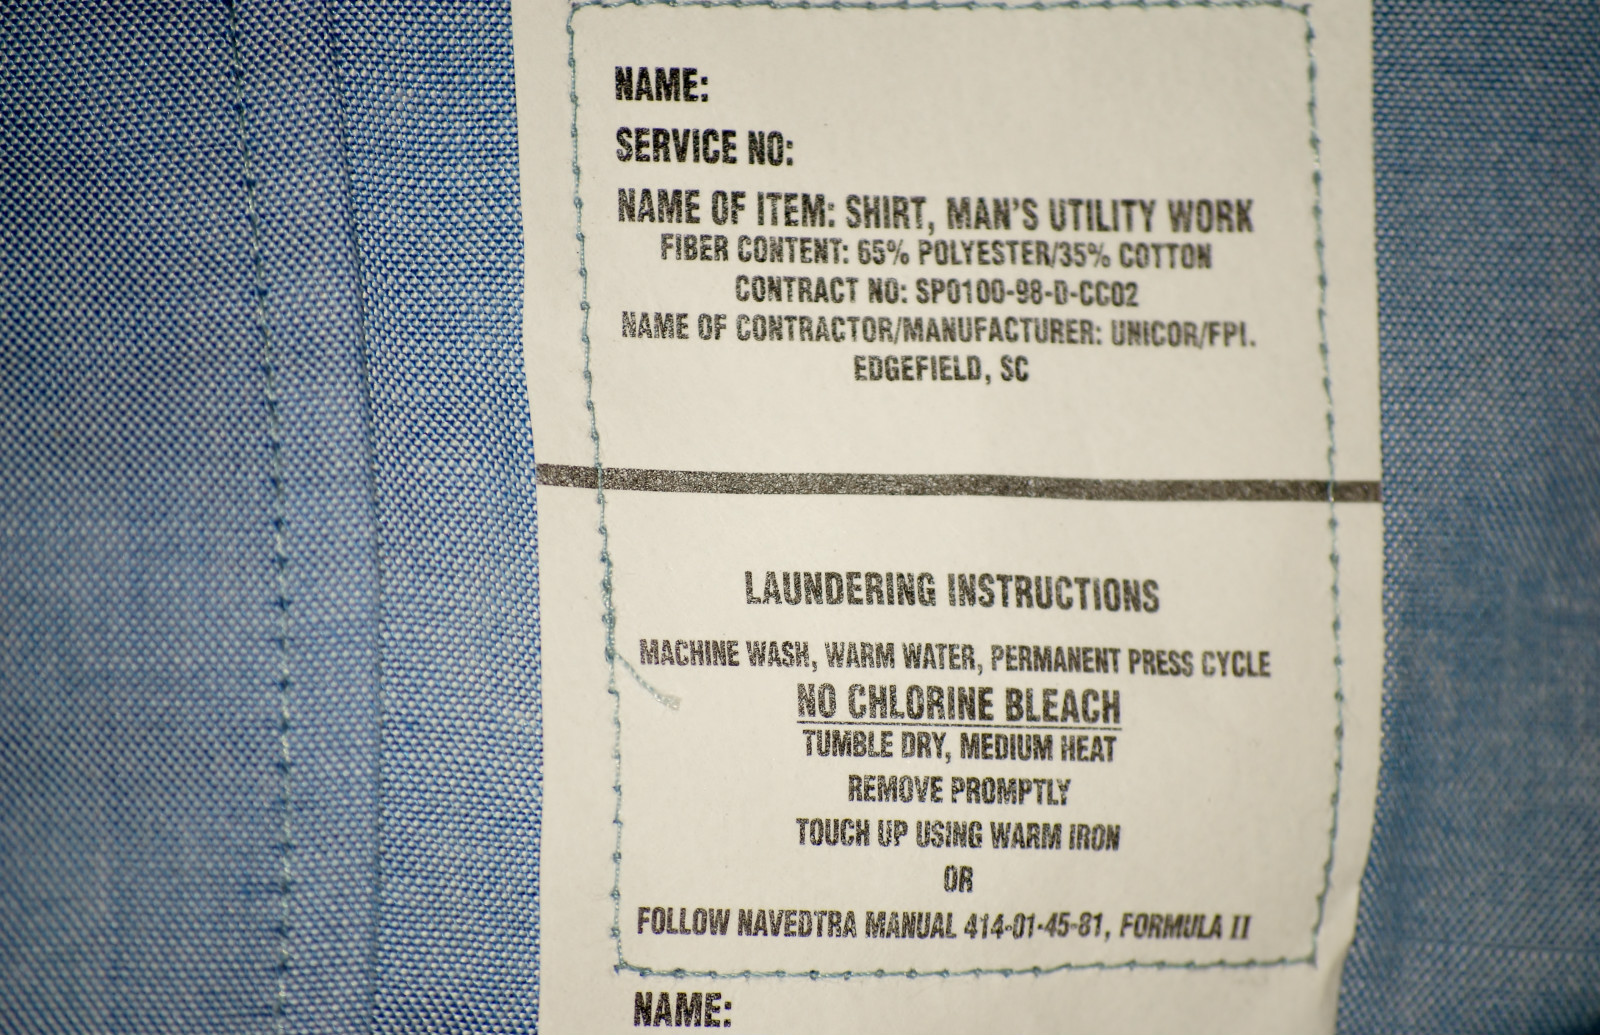 NAME:
SERVICE NO:
NAME OF ITEM: SHIRT, MAN'S UTILITY WORK
FIBER CONTENT: 65% POLYESTER/35% COTTON
CONTRACT NO: SP0100-98-D-CC02
NAME OF CONTRACTOR/MANUFACTURER: UNICOR/FPI.
EDGEFIELD, SC
LAUNDERING INSTRUCTIONS
MACHINE WASH, WARM WATER, PERMANENT PRESS CYCLE
NO CHLORINE BLEACH
TUMBLE DRY, MEDIUM HEAT
REMOVE PROMPTLY
TOUCH UP USING WARM IRON
OR
FOLLOW NAVEDTRA MANUAL 414-01-45-81, FORMULA II
NAME: